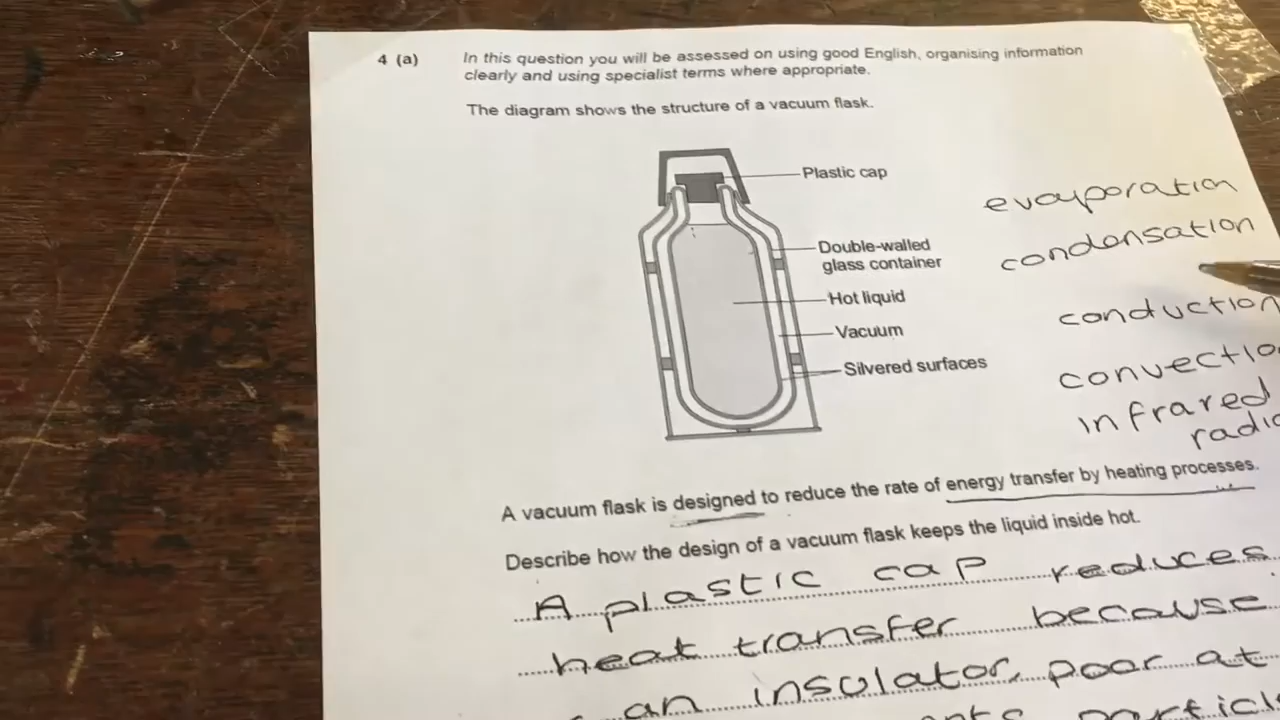 4 (a) In this question you will be assessed on using good English, organising information
clearly and using specialist terms where appropriate.
The diagram shows the structure of a vacuum flask.
Plastic cap
Double-walled
glass container
Hot liquid
Vacuum
Silvered surfaces
evaporation
condensation
conduction
convectio
infrared
radia
A vacuum flask is designed to reduce the rate of energy transfer by heating processes.
Describe how the design of a vacuum flask keeps the liquid inside hot.
A plastic cap reduces
heat transfer because
an insulator, poor at